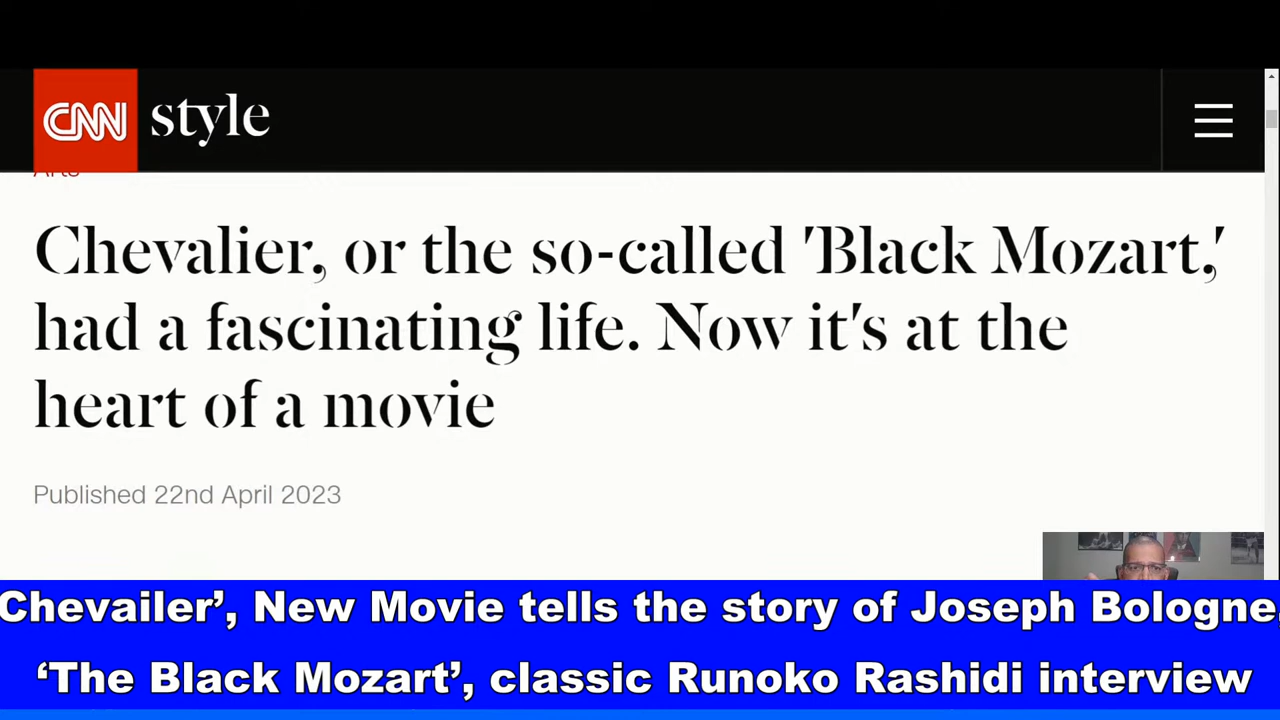 CNN style
Arts
Chevalier, or the so-called 'Black Mozart,'
had a fascinating life. Now it's at the
heart of a movie
Published 22nd April 2023
Chevailer’, New Movie tells the story of Joseph Bologne,
‘The Black Mozart’, classic Runoko Rashidi interview